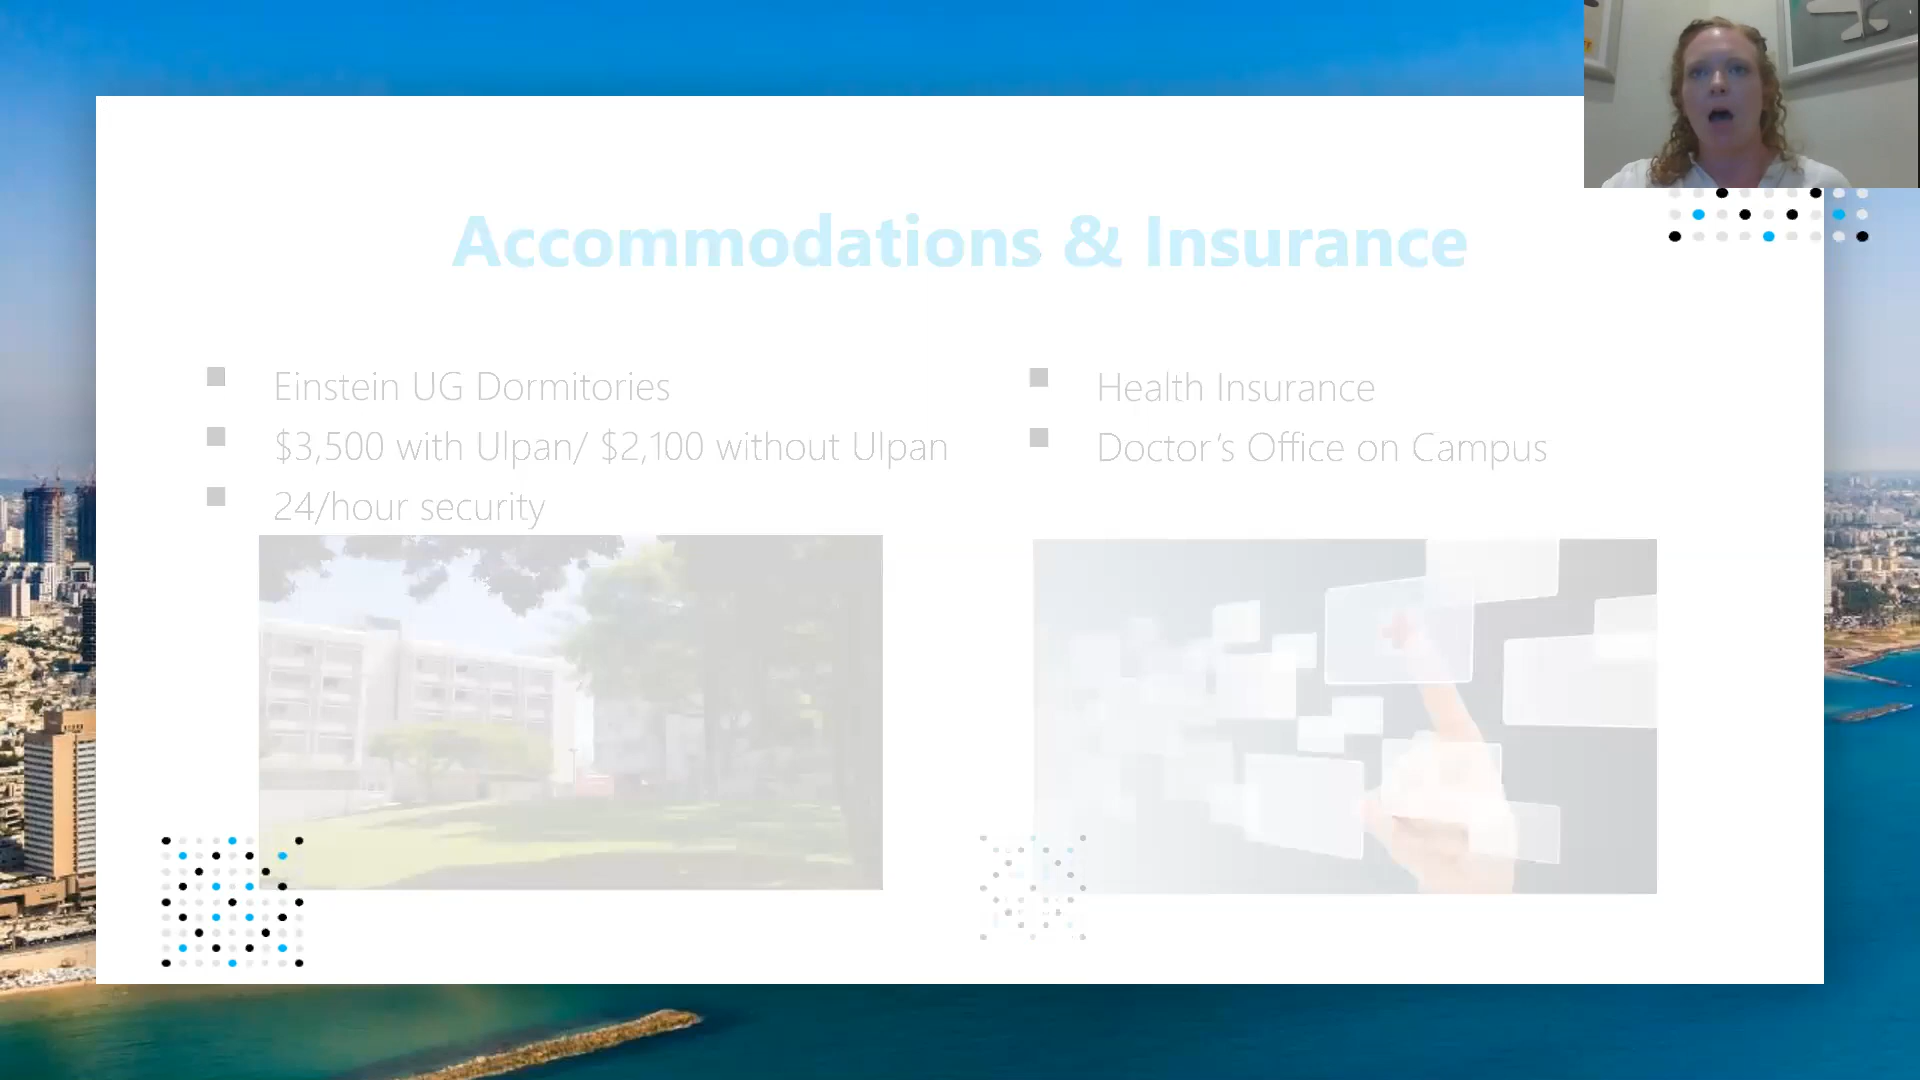 Accommodations & Insurance
Einstein UG Dormitories
$3,500 with Ulpan/ $2,100 without Ulpan
24/hour security
Health Insurance
Doctor's Office on Campus